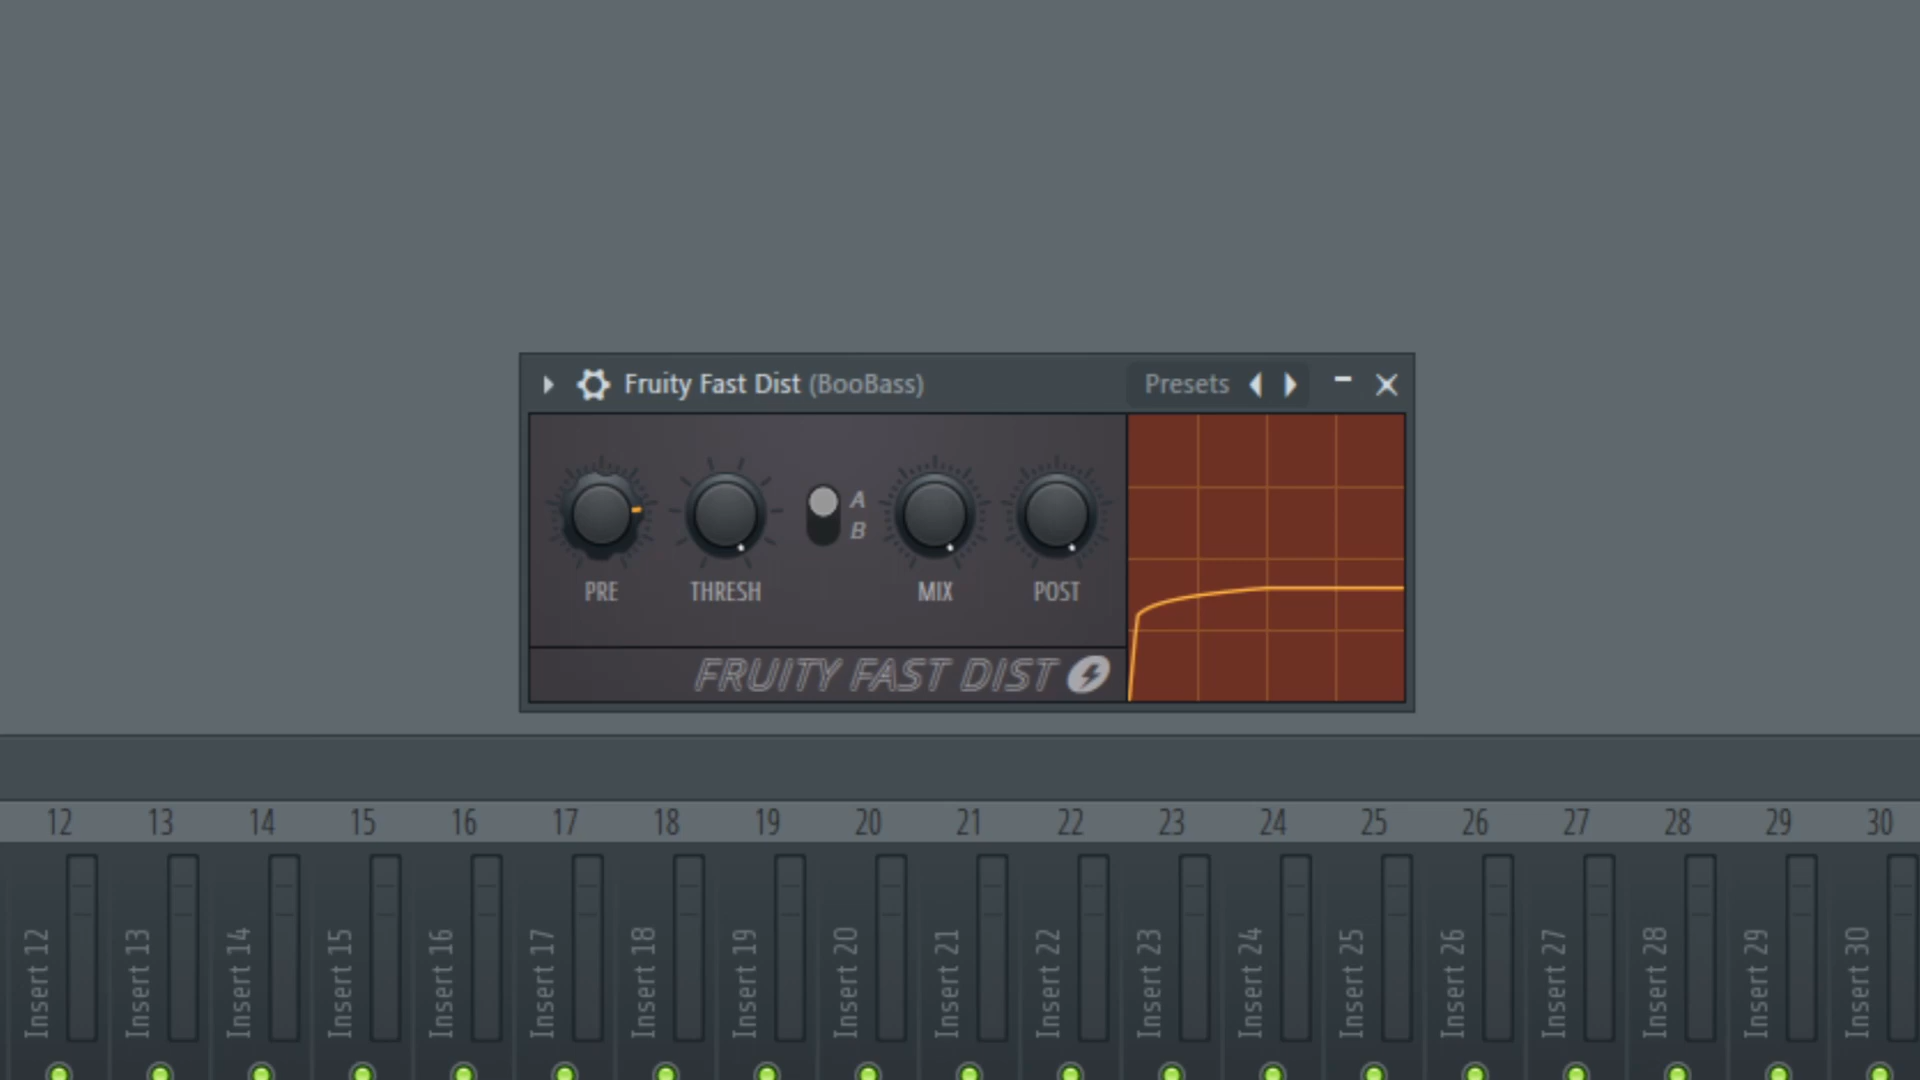 Fruity Fast Dist (BooBass)
Presets
A
B
PRE
THRESH
MIX
POST
FRUITY FAST DIST
12 13 14 15 16 17 18 19 20 21 22 23 24 25 26 27 28 29 30
Insert 12
Insert 13
Insert 14
Insert 15
Insert 16
Insert 17
Insert 18
Insert 19
Insert 20
Insert 21
Insert 22
Insert 23
Insert 24
Insert 25
Insert 26
Insert 27
Insert 28
Insert 29
Insert 30